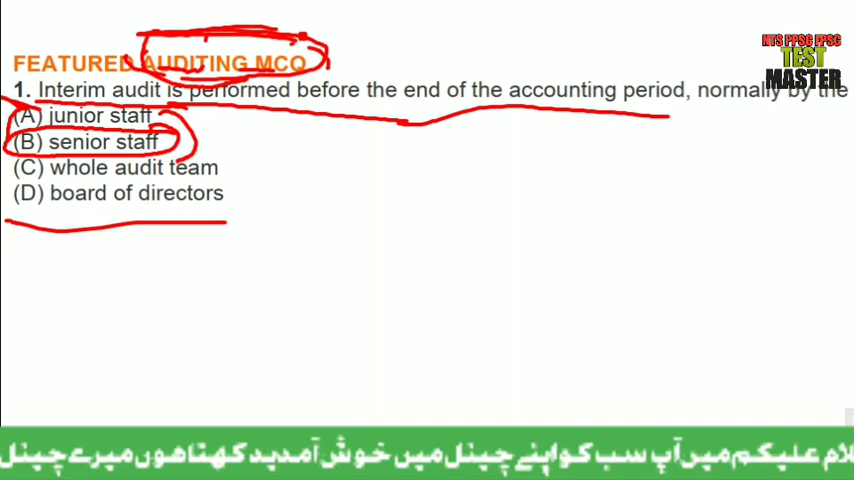 FEATURED AUDITING MCQ
NTS PPSC FPSC
TEST
MASTER
1. Interim audit is performed before the end of the accounting period, normally by the
(A) junior staff
(B) senior staff
(C) whole audit team
(D) board of directors
لام علیکم میں آپ سب کو اپنے چینل میں خوش آمدید کھتا ھوں میرے چینل